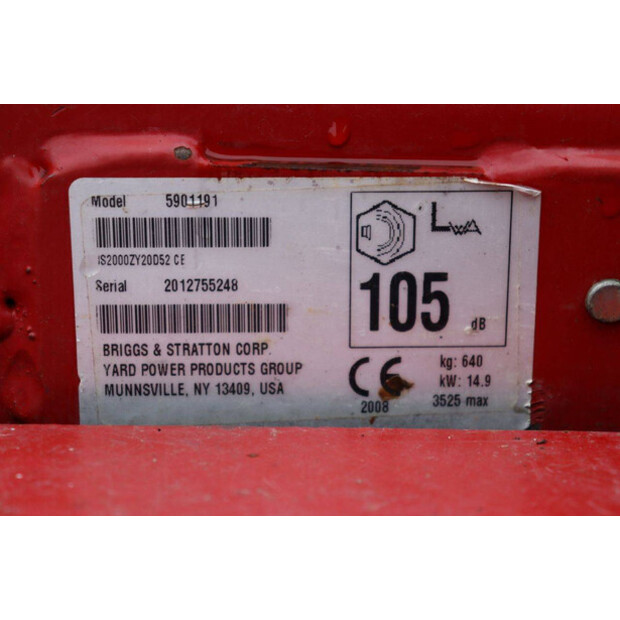 Model 5901191
IS2000ZY20D52 CE
Serial 2012755248
BRIGGS & STRATTON CORP.
YARD POWER PRODUCTS GROUP
MUNNSVILLE, NY 13409, USA
LWA
105 dB
CE
2008
kg: 640
kW: 14.9
3525 max